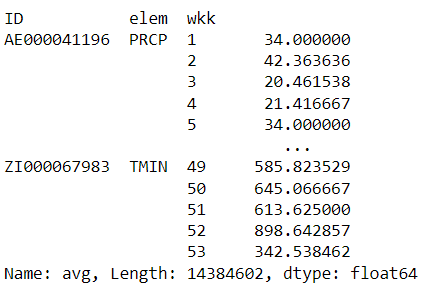 ID           elem  wkk
AE000041196  PRCP  1       34.000000
                   2       42.363636
                   3       20.461538
                   4       21.416667
                   5       34.000000
                             ...
ZI000067983  TMIN  49     585.823529
                   50     645.066667
                   51     613.625000
                   52     898.642857
                   53     342.538462
Name: avg, Length: 14384602, dtype: float64